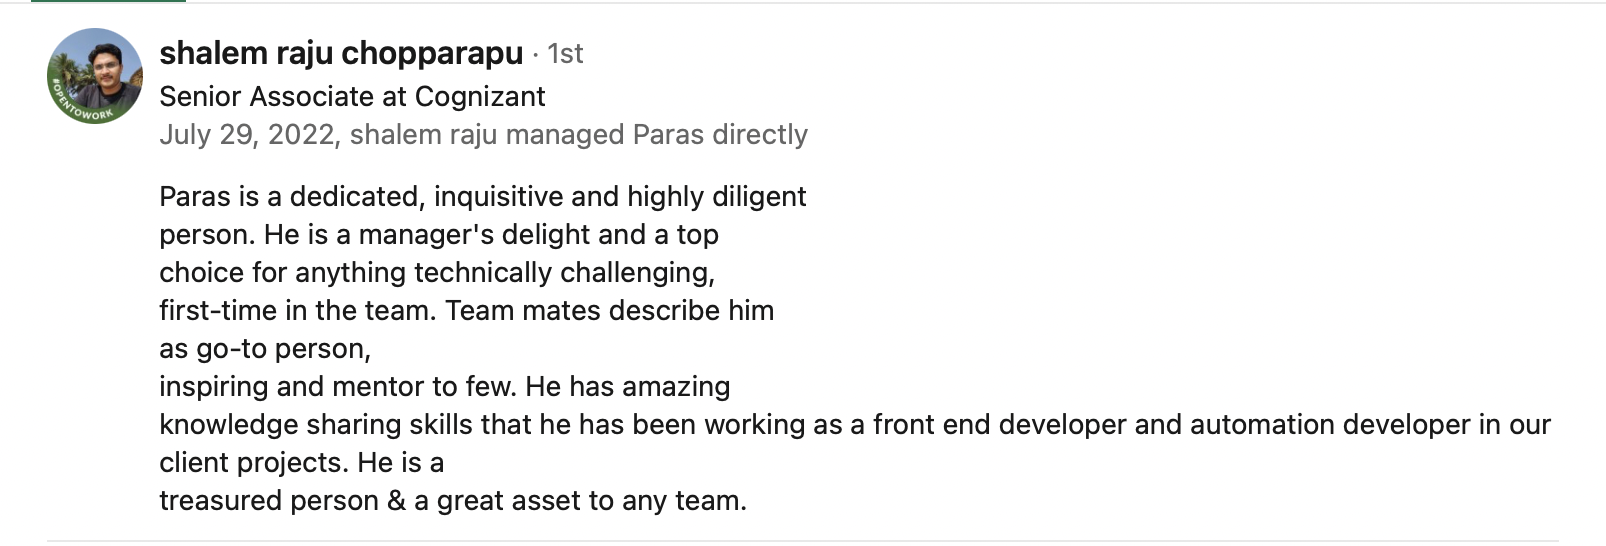 shalem raju chopparapu · 1st
Senior Associate at Cognizant
July 29, 2022, shalem raju managed Paras directly
#OPENTOWORK
Paras is a dedicated, inquisitive and highly diligent
person. He is a manager's delight and a top
choice for anything technically challenging,
first-time in the team. Team mates describe him
as go-to person,
inspiring and mentor to few. He has amazing
knowledge sharing skills that he has been working as a front end developer and automation developer in our
client projects. He is a
treasured person & a great asset to any team.